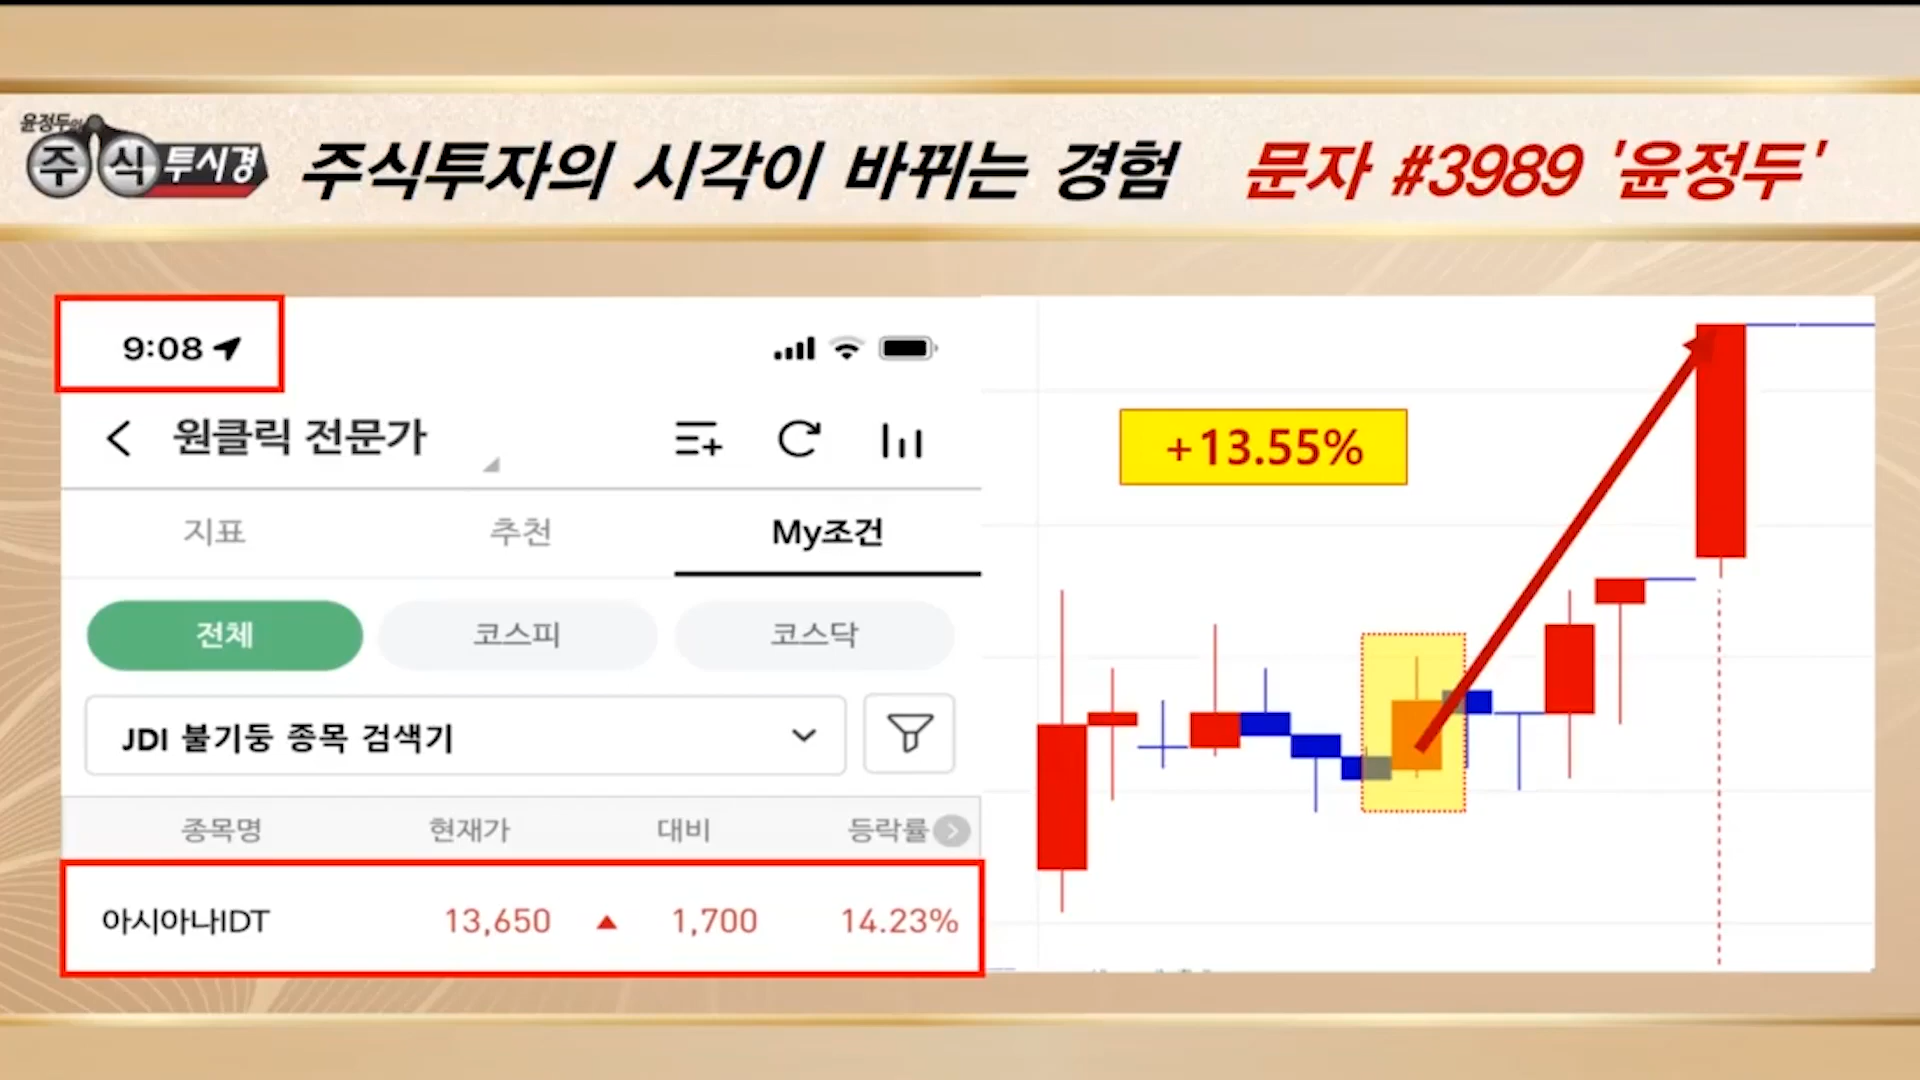 윤정두의
주식투시경
주식투자의 시각이 바뀌는 경험 문자 #3989 '윤정두'
9:08
원클릭 전문가
지표 추천 My조건
전체 코스피 코스닥
JDI 불기둥 종목 검색기
종목명 현재가 대비 등락률
아시아나IDT 13,650 ▲ 1,700 14.23%
+13.55%